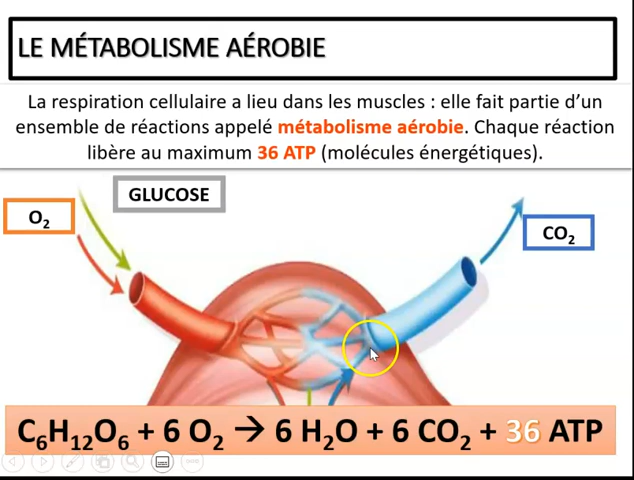 LE MÉTABOLISME AÉROBIE
La respiration cellulaire a lieu dans les muscles : elle fait partie d’un
ensemble de réactions appelé métabolisme aérobie. Chaque réaction
libère au maximum 36 ATP (molécules énergétiques).
GLUCOSE
O₂
CO₂
C₆H₁₂O₆ + 6 O₂ → 6 H₂O + 6 CO₂ + 36 ATP